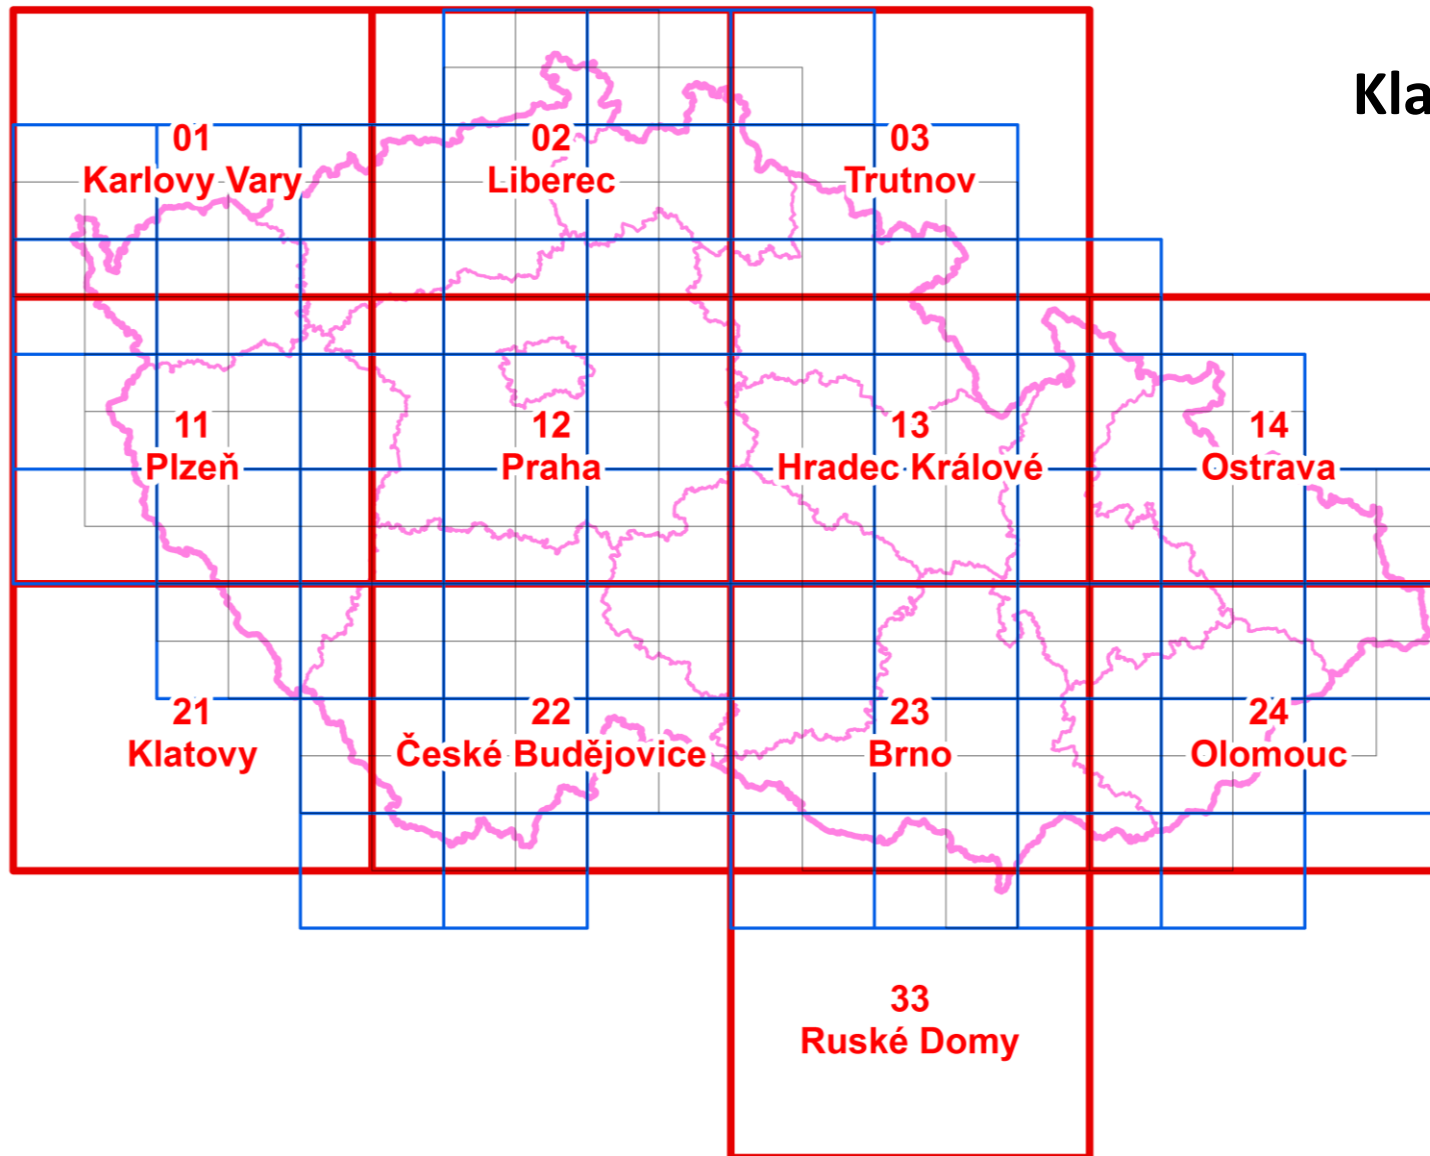 Kla
01
Karlovy Vary
02
Liberec
03
Trutnov
11
Plzeň
12
Praha
13
Hradec Králové
14
Ostrava
21
Klatovy
22
České Budějovice
23
Brno
24
Olomouc
33
Ruské Domy